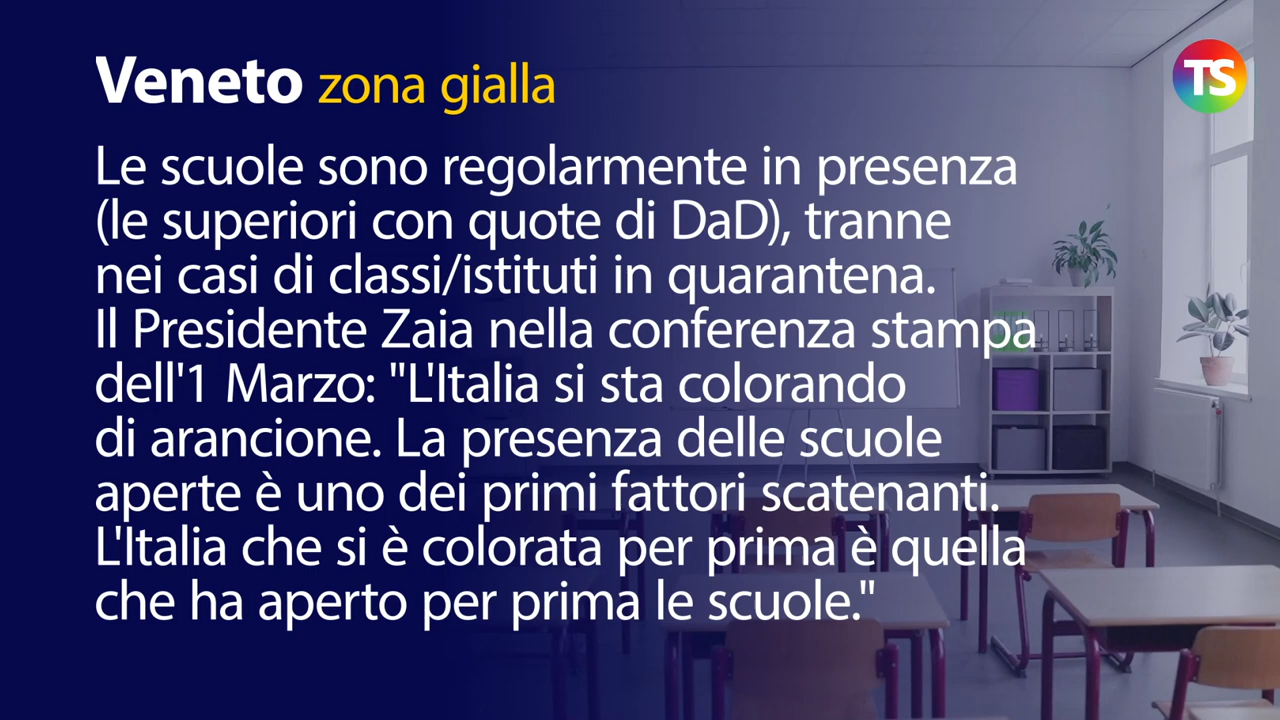 Veneto zona gialla
TS
Le scuole sono regolarmente in presenza
(le superiori con quote di DaD), tranne
nei casi di classi/istituti in quarantena.
Il Presidente Zaia nella conferenza stampa
dell'1 Marzo: "L'Italia si sta colorando
di arancione. La presenza delle scuole
aperte è uno dei primi fattori scatenanti.
L'Italia che si è colorata per prima è quella
che ha aperto per prima le scuole."